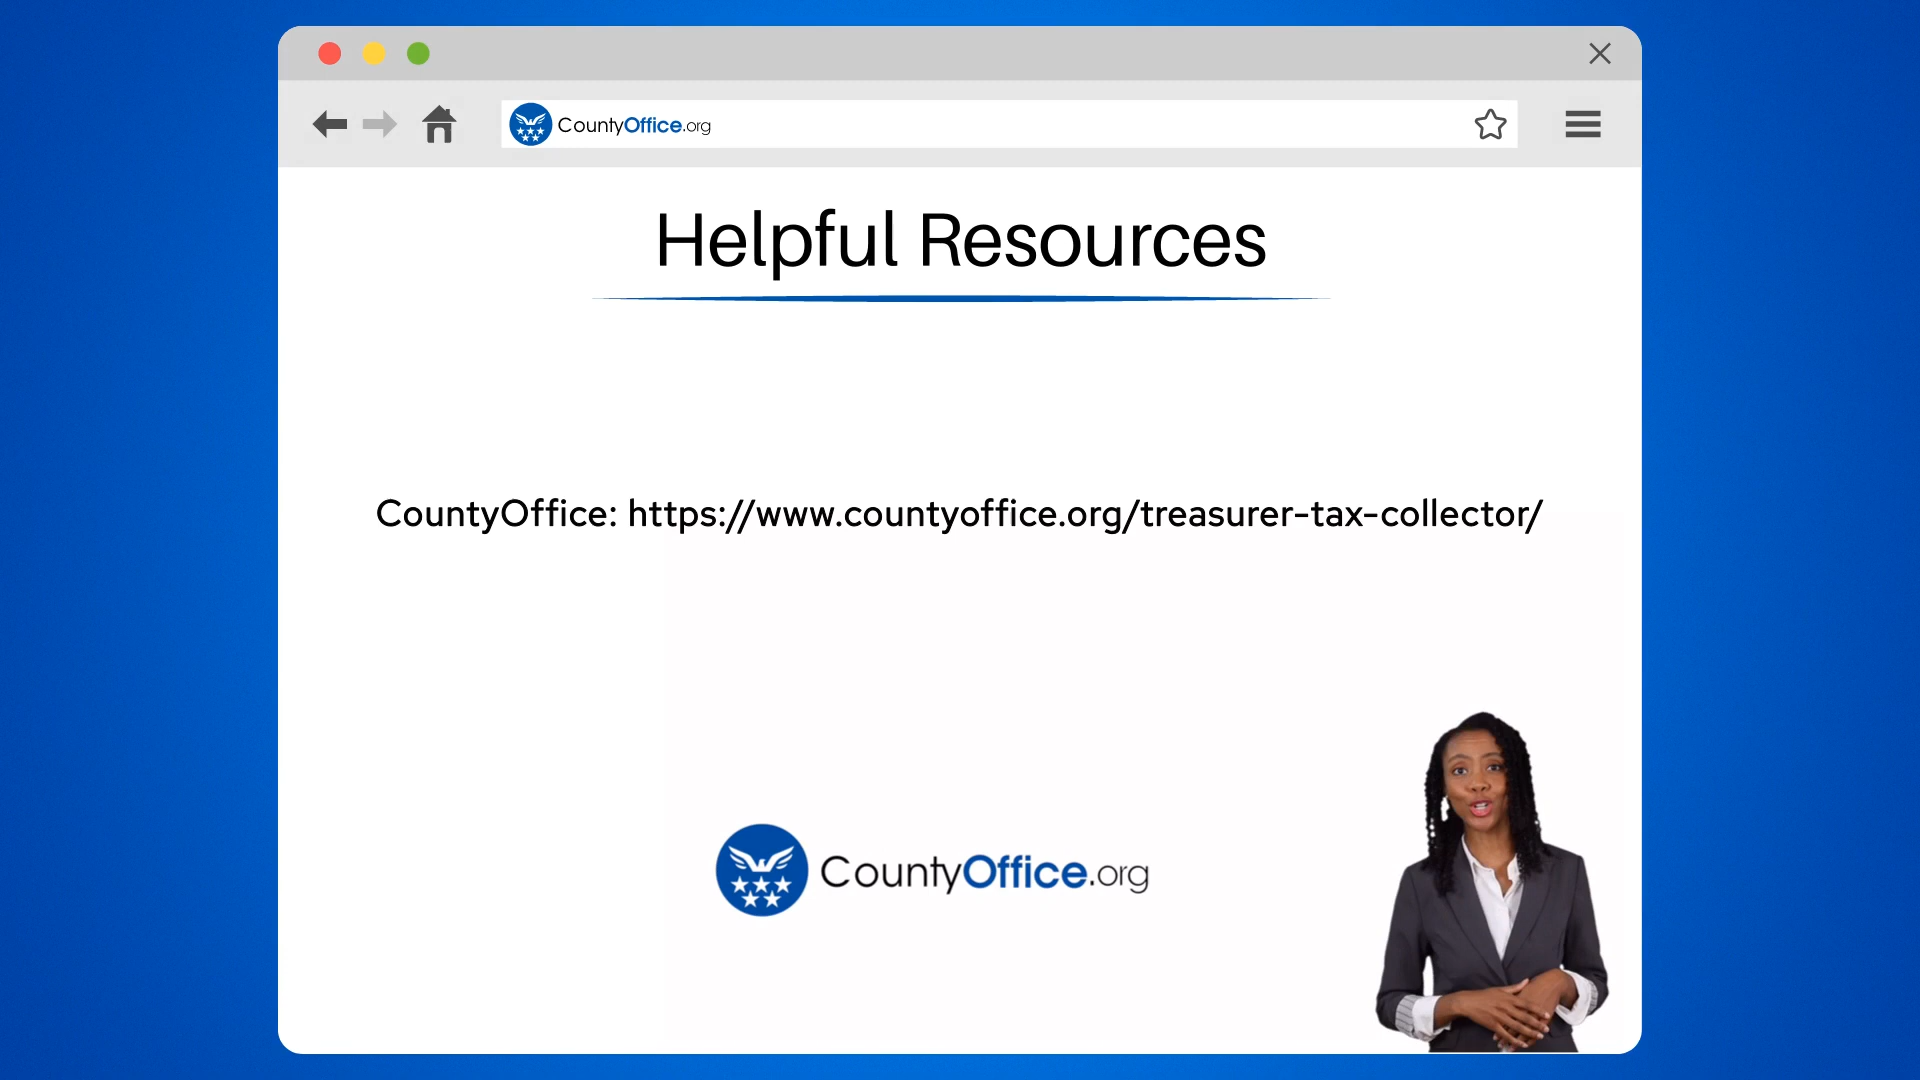 CountyOffice.org
Helpful Resources
CountyOffice: https://www.countyoffice.org/treasurer-tax-collector/
CountyOffice.org